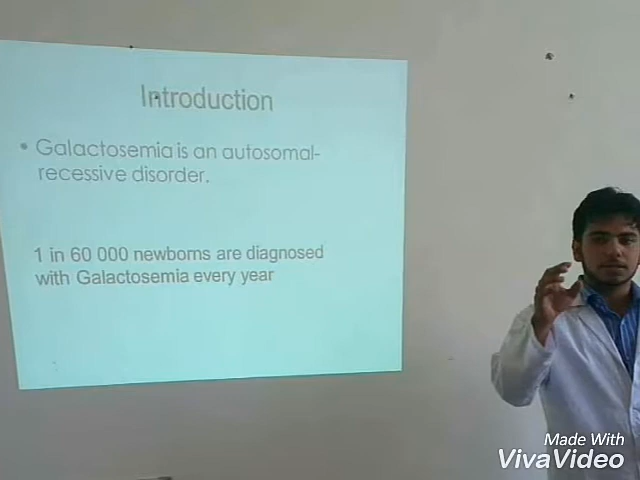 Introduction
• Galactosemia is an autosomal-
recessive disorder.
1 in 60 000 newborns are diagnosed
with Galactosemia every year
Made With
VivaVideo